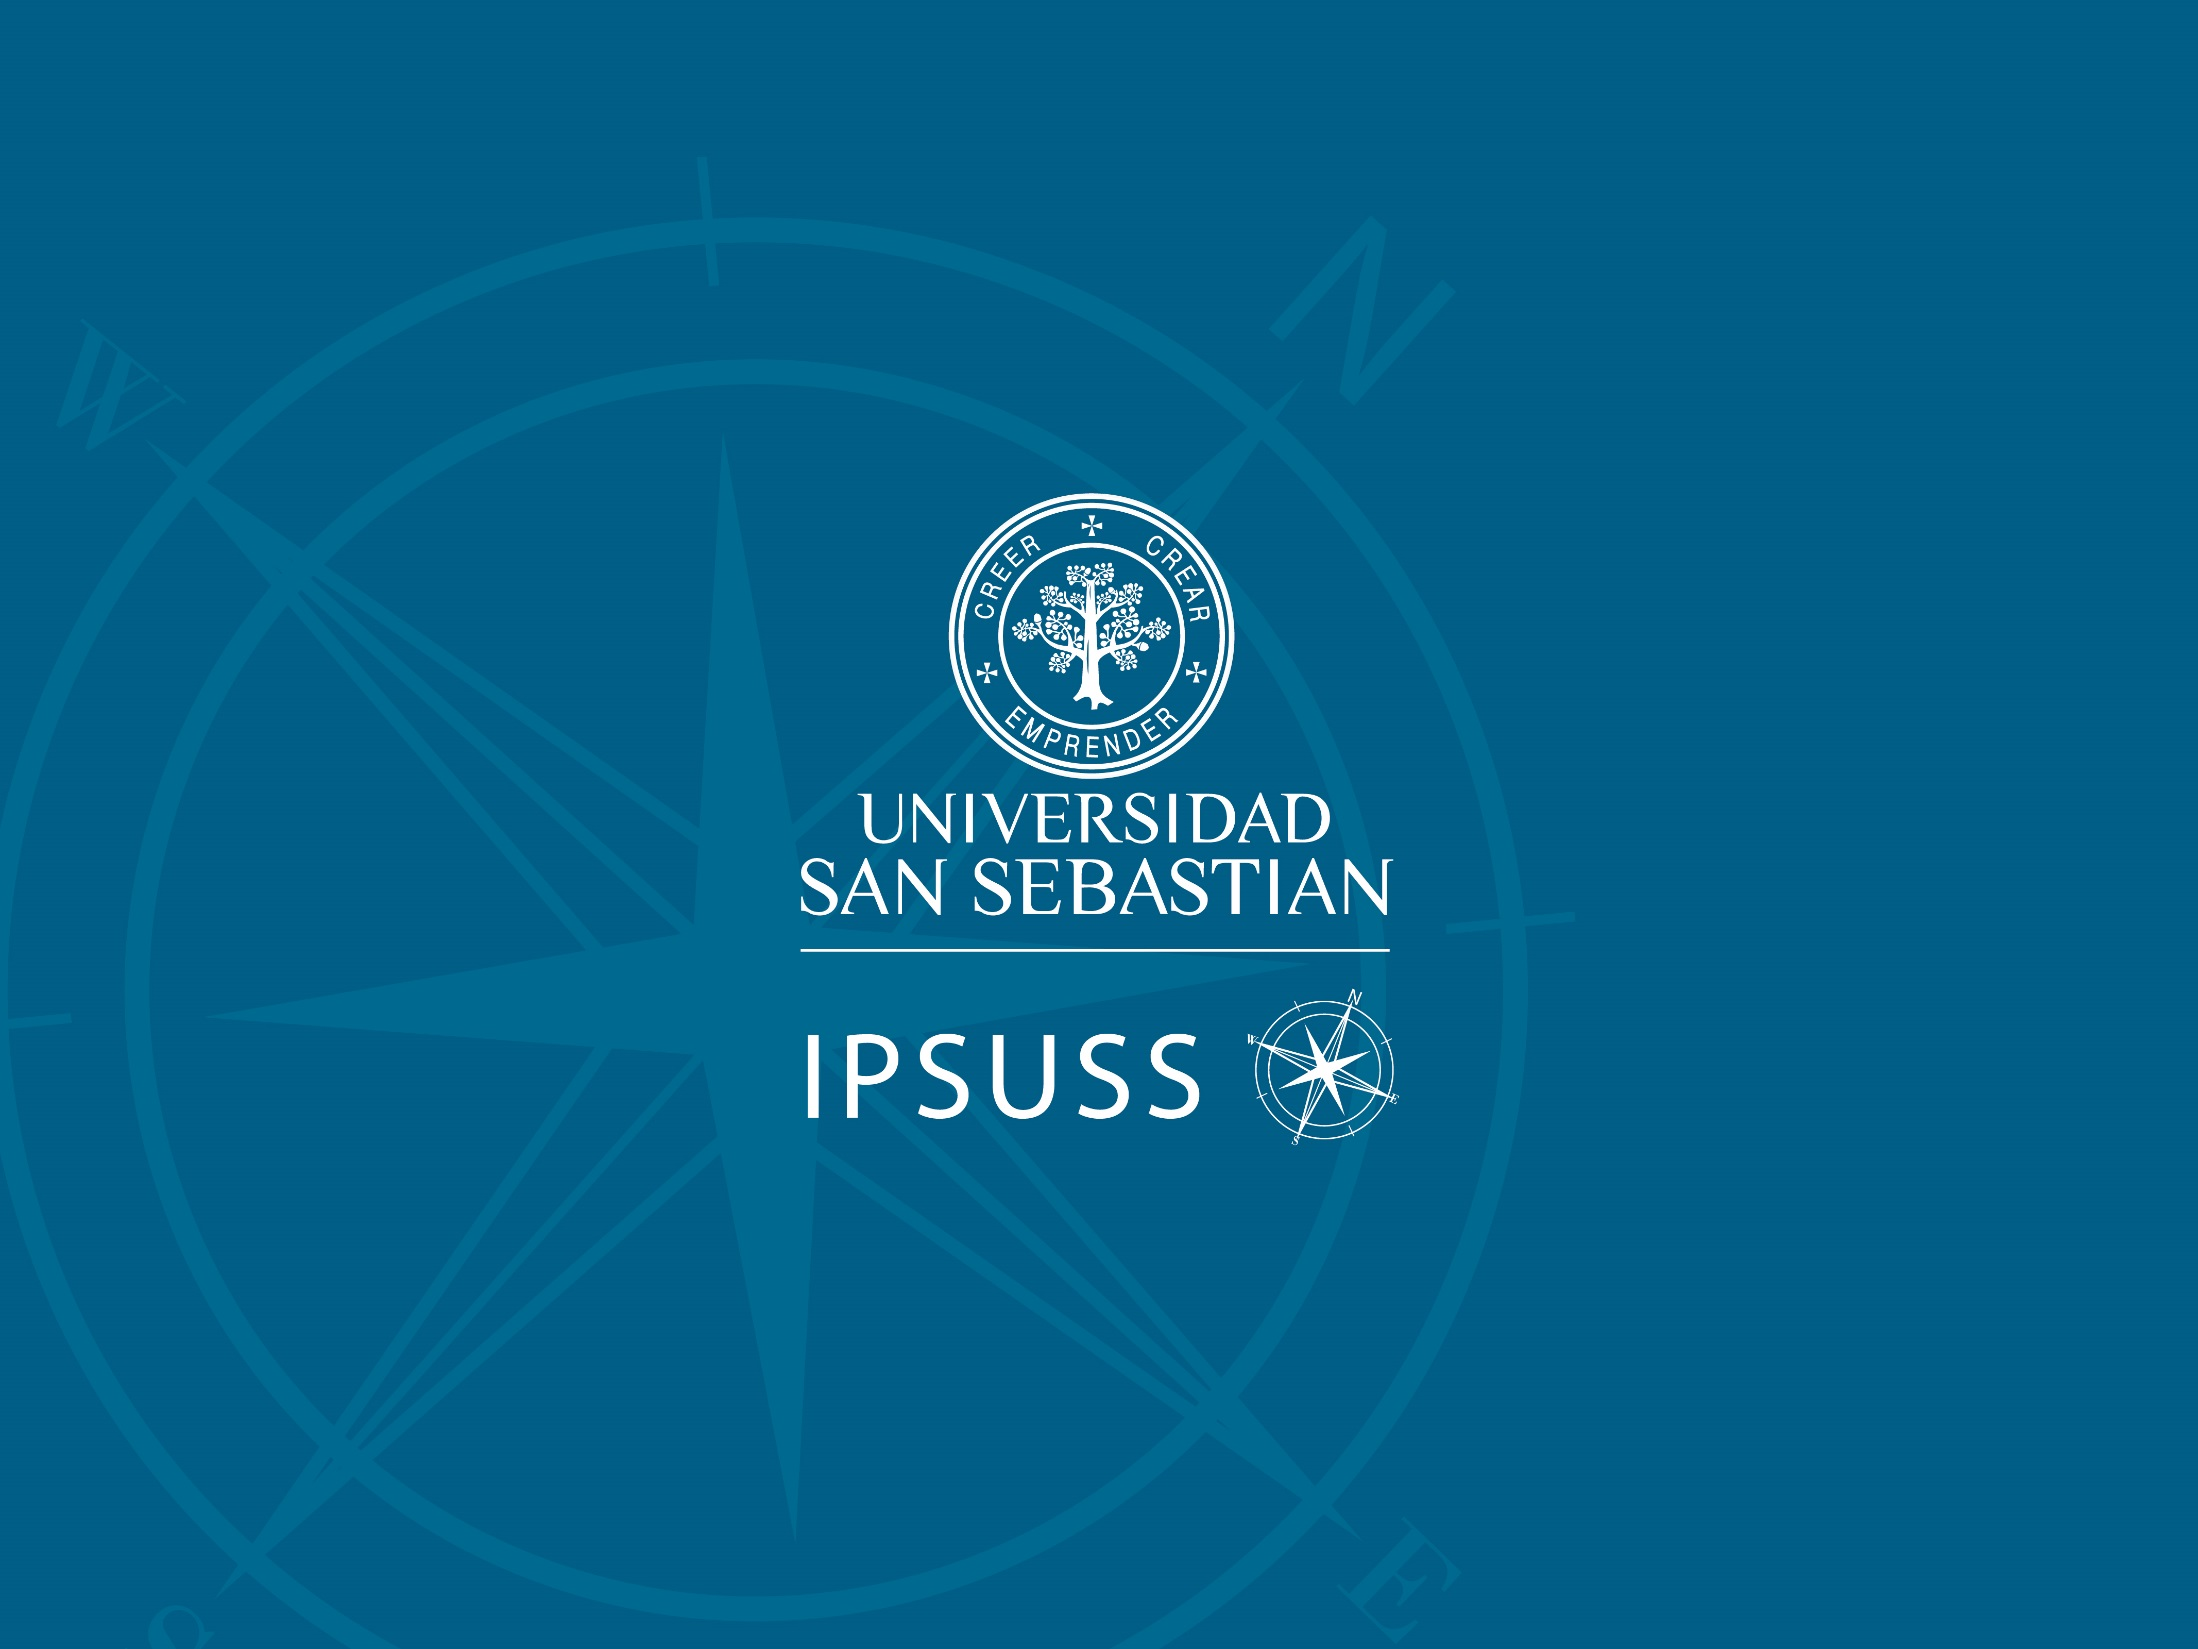 N
W
CREER
CREAR
EMPRENDER
UNIVERSIDAD
SAN SEBASTIAN
IPSUSS
N
W
E
S
E
S